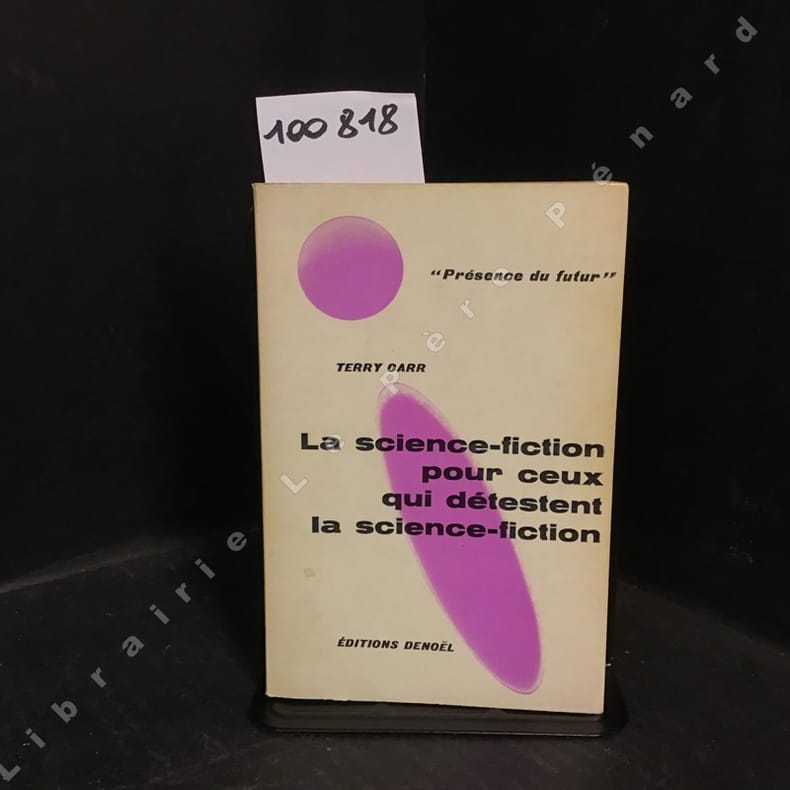 100 818
"Présence du futur"
TERRY CARR
La science-fiction
pour ceux
qui détestent
la science-fiction
ÉDITIONS DENOËL
Librairie Le Père Pénard